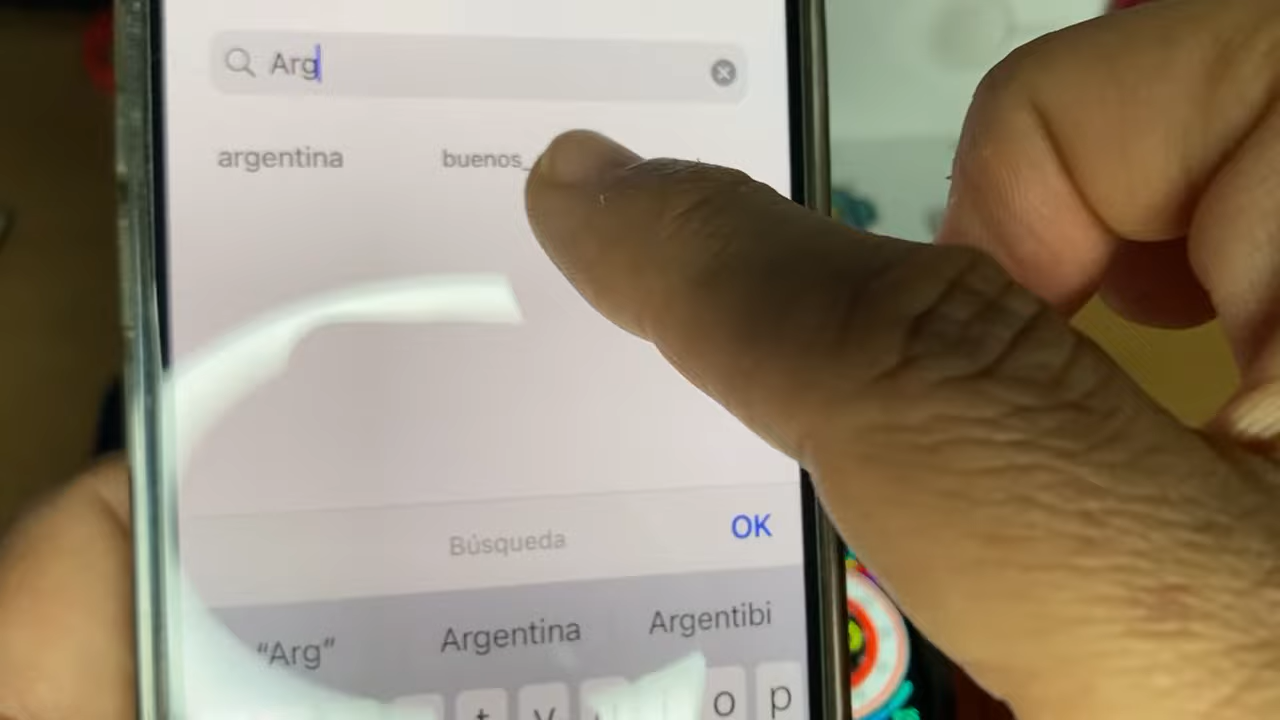 Arg
argentina buenos_
Búsqueda OK
“Arg” Argentina Argentibi
t y o p